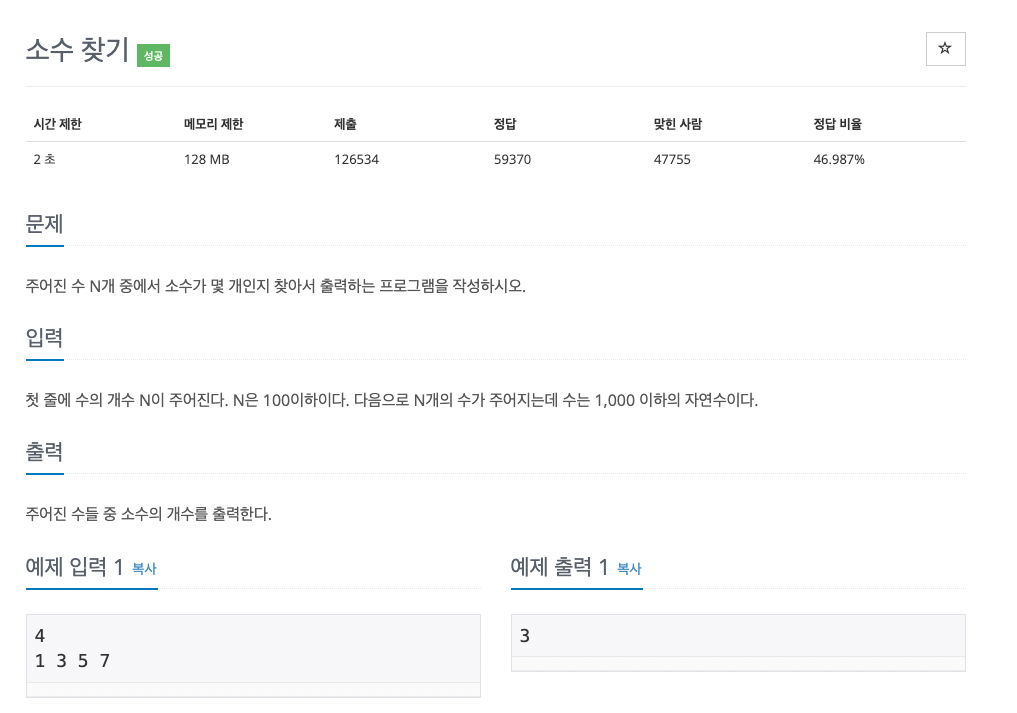 소수 찾기 성공
☆
시간 제한 메모리 제한 제출 정답 맞힌 사람 정답 비율
2 초 128 MB 126534 59370 47755 46.987%
문제
주어진 수 N개 중에서 소수가 몇 개인지 찾아서 출력하는 프로그램을 작성하시오.
입력
첫 줄에 수의 개수 N이 주어진다. N은 100이하이다. 다음으로 N개의 수가 주어지는데 수는 1,000 이하의 자연수이다.
출력
주어진 수들 중 소수의 개수를 출력한다.
예제 입력 1 복사
4
1 3 5 7
예제 출력 1 복사
3